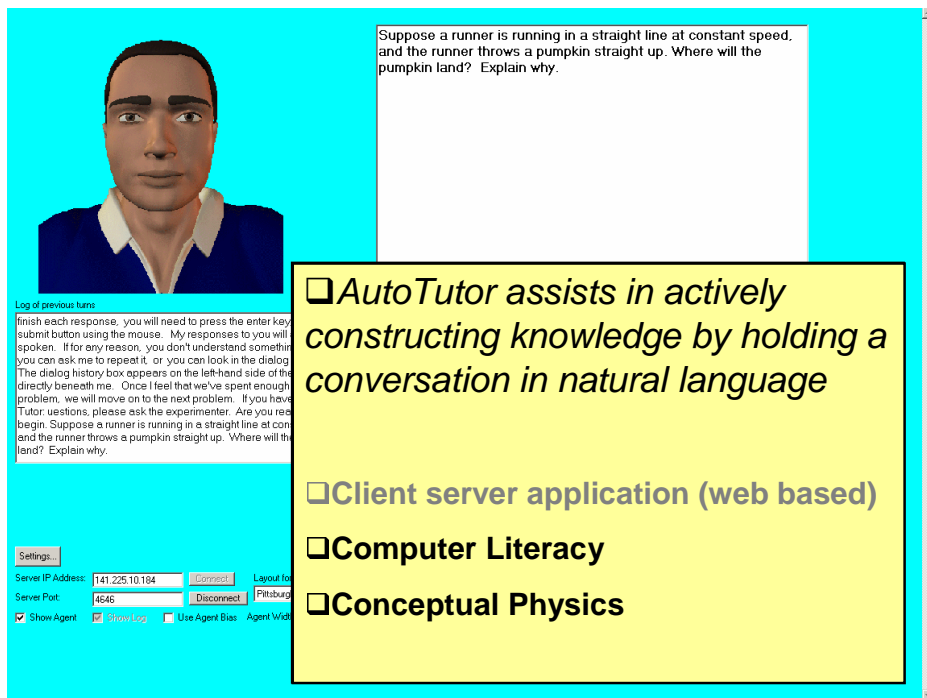 Suppose a runner is running in a straight line at constant speed,
and the runner throws a pumpkin straight up. Where will the
pumpkin land? Explain why.
Log of previous turns
finish each response, you will need to press the enter key
submit button using the mouse. My responses to you will
spoken. If for any reason, you don't understand somethin
you can ask me to repeat it, or you can look in the dialog
The dialog history box appears on the left-hand side of the
directly beneath me. Once I feel that we've spent enough
problem, we will move on to the next problem. If you have
Tutor: uestions, please ask the experimenter. Are you rea
begin. Suppose a runner is running in a straight line at con
and the runner throws a pumpkin straight up. Where will the
land? Explain why.
❑AutoTutor assists in actively
constructing knowledge by holding a
conversation in natural language
❑Client server application (web based)
❑Computer Literacy
❑Conceptual Physics
Settings...
Server IP Address: 141.225.10.184 Connect Layout for
Server Port: 4646 Disconnect Pittsburg
Show Agent Show Log Use Agent Bias Agent Widt